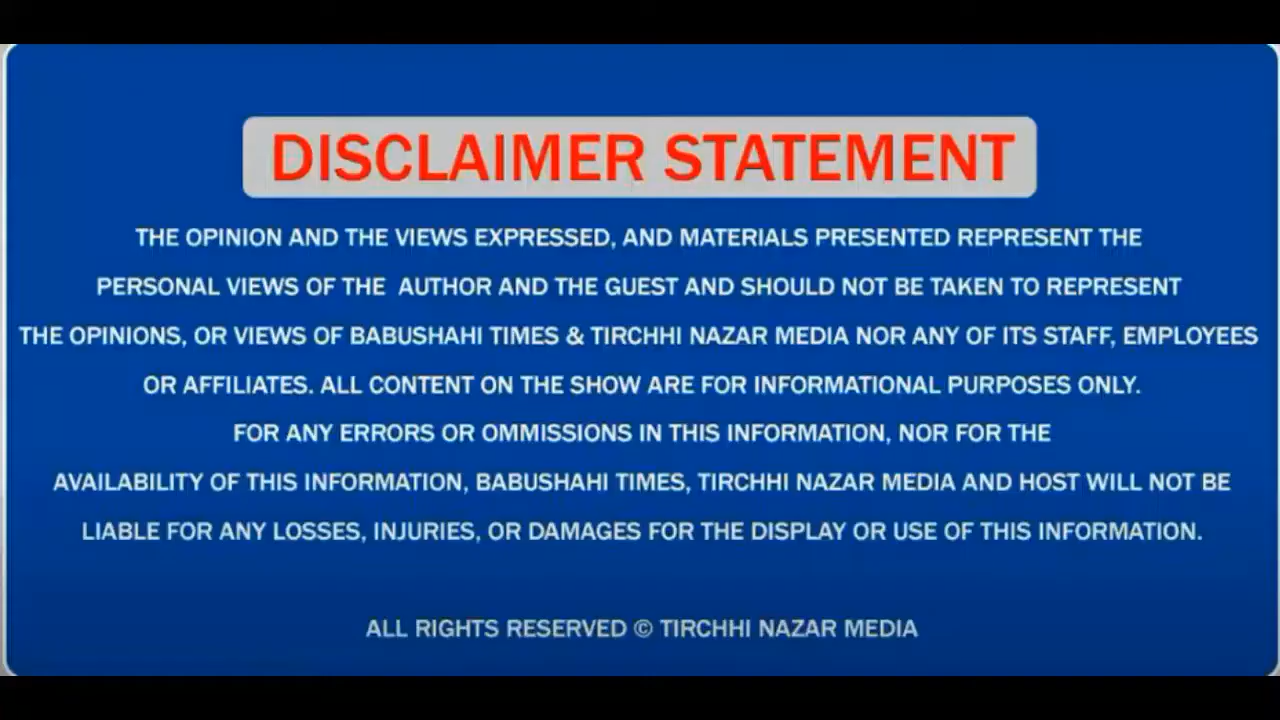 DISCLAIMER STATEMENT
THE OPINION AND THE VIEWS EXPRESSED, AND MATERIALS PRESENTED REPRESENT THE
PERSONAL VIEWS OF THE AUTHOR AND THE GUEST AND SHOULD NOT BE TAKEN TO REPRESENT
THE OPINIONS, OR VIEWS OF BABUSHAHI TIMES & TIRCHHI NAZAR MEDIA NOR ANY OF ITS STAFF, EMPLOYEES
OR AFFILIATES. ALL CONTENT ON THE SHOW ARE FOR INFORMATIONAL PURPOSES ONLY.
FOR ANY ERRORS OR OMMISSIONS IN THIS INFORMATION, NOR FOR THE
AVAILABILITY OF THIS INFORMATION, BABUSHAHI TIMES, TIRCHHI NAZAR MEDIA AND HOST WILL NOT BE
LIABLE FOR ANY LOSSES, INJURIES, OR DAMAGES FOR THE DISPLAY OR USE OF THIS INFORMATION.
ALL RIGHTS RESERVED © TIRCHHI NAZAR MEDIA